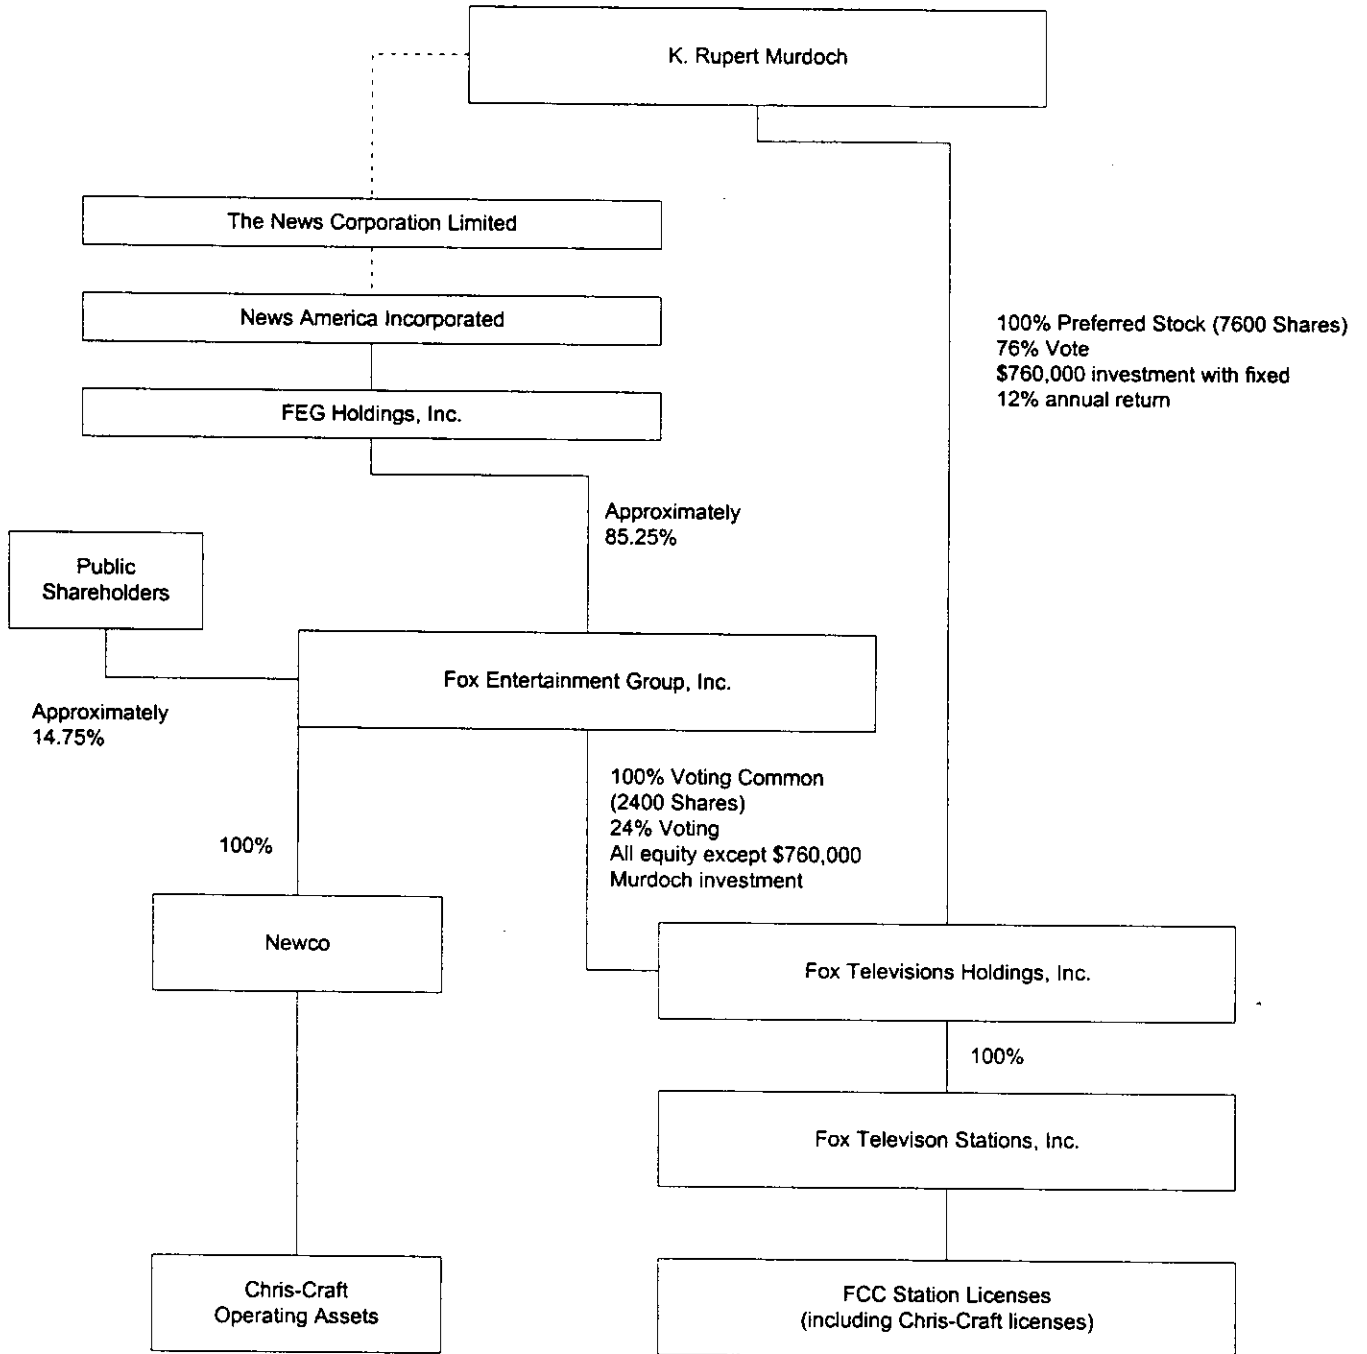 K. Rupert Murdoch
The News Corporation Limited
News America Incorporated
100% Preferred Stock (7600 Shares)
76% Vote
$760,000 investment with fixed
12% annual return
FEG Holdings, Inc.
Approximately
85.25%
Public
Shareholders
Fox Entertainment Group, Inc.
Approximately
14.75%
100% Voting Common
(2400 Shares)
24% Voting
All equity except $760,000
Murdoch investment
100%
Newco
Fox Televisions Holdings, Inc.
100%
Fox Televison Stations, Inc.
Chris-Craft
Operating Assets
FCC Station Licenses
(including Chris-Craft licenses)